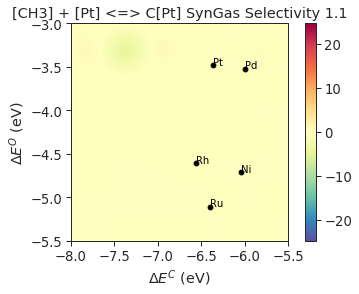 [CH3] + [Pt] <=> C[Pt] SynGas Selectivity 1.1
−3.0
−3.5
−4.0
−4.5
−5.0
−5.5
ΔE^O (eV)
Pt
Pd
Rh
Ni
Ru
−8.0 −7.5 −7.0 −6.5 −6.0 −5.5
ΔE^C (eV)
20
10
0
−10
−20